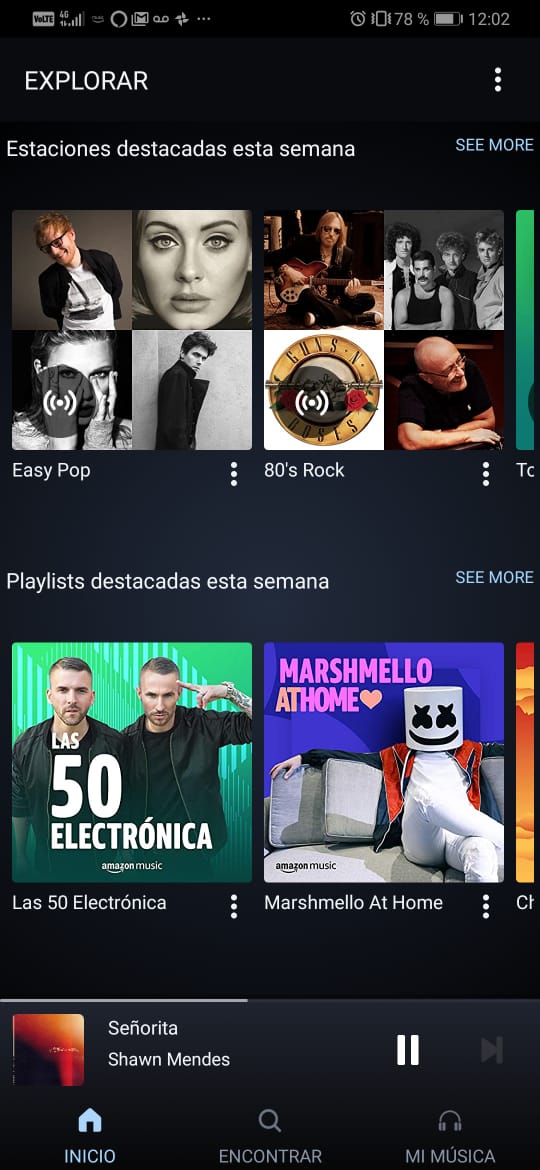 VoLTE 4G 78 % 12:02
EXPLORAR
Estaciones destacadas esta semana SEE MORE
GUNS N'
ROSES
Easy Pop 80's Rock To
Playlists destacadas esta semana SEE MORE
LAS
50
ELECTRÓNICA
amazon music
MARSHMELLO
ATHOME
amazon music
Las 50 Electrónica Marshmello At Home Ch
Señorita
Shawn Mendes
INICIO ENCONTRAR MI MÚSICA